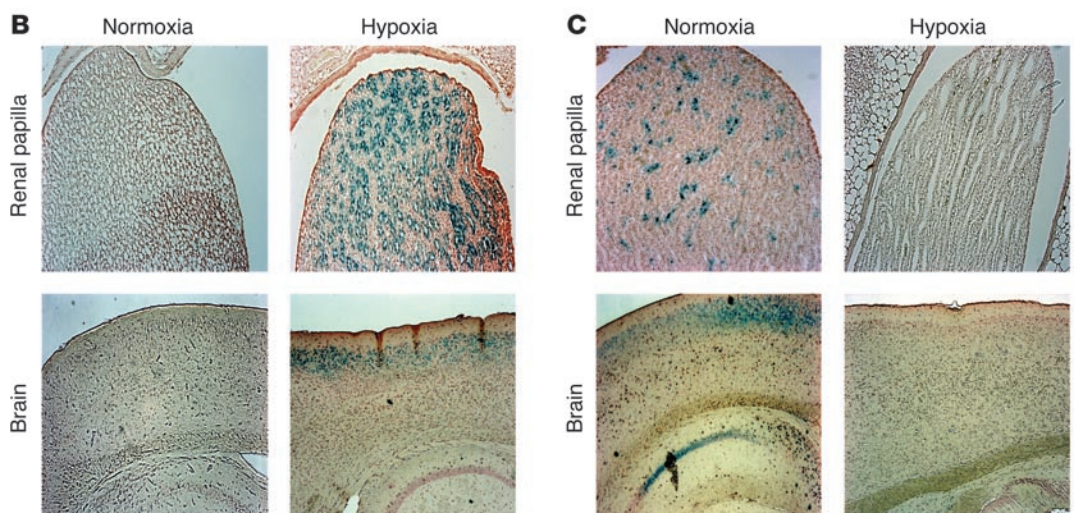 B
Normoxia
Hypoxia
Renal papilla
Brain
C
Normoxia
Hypoxia
Renal papilla
Brain